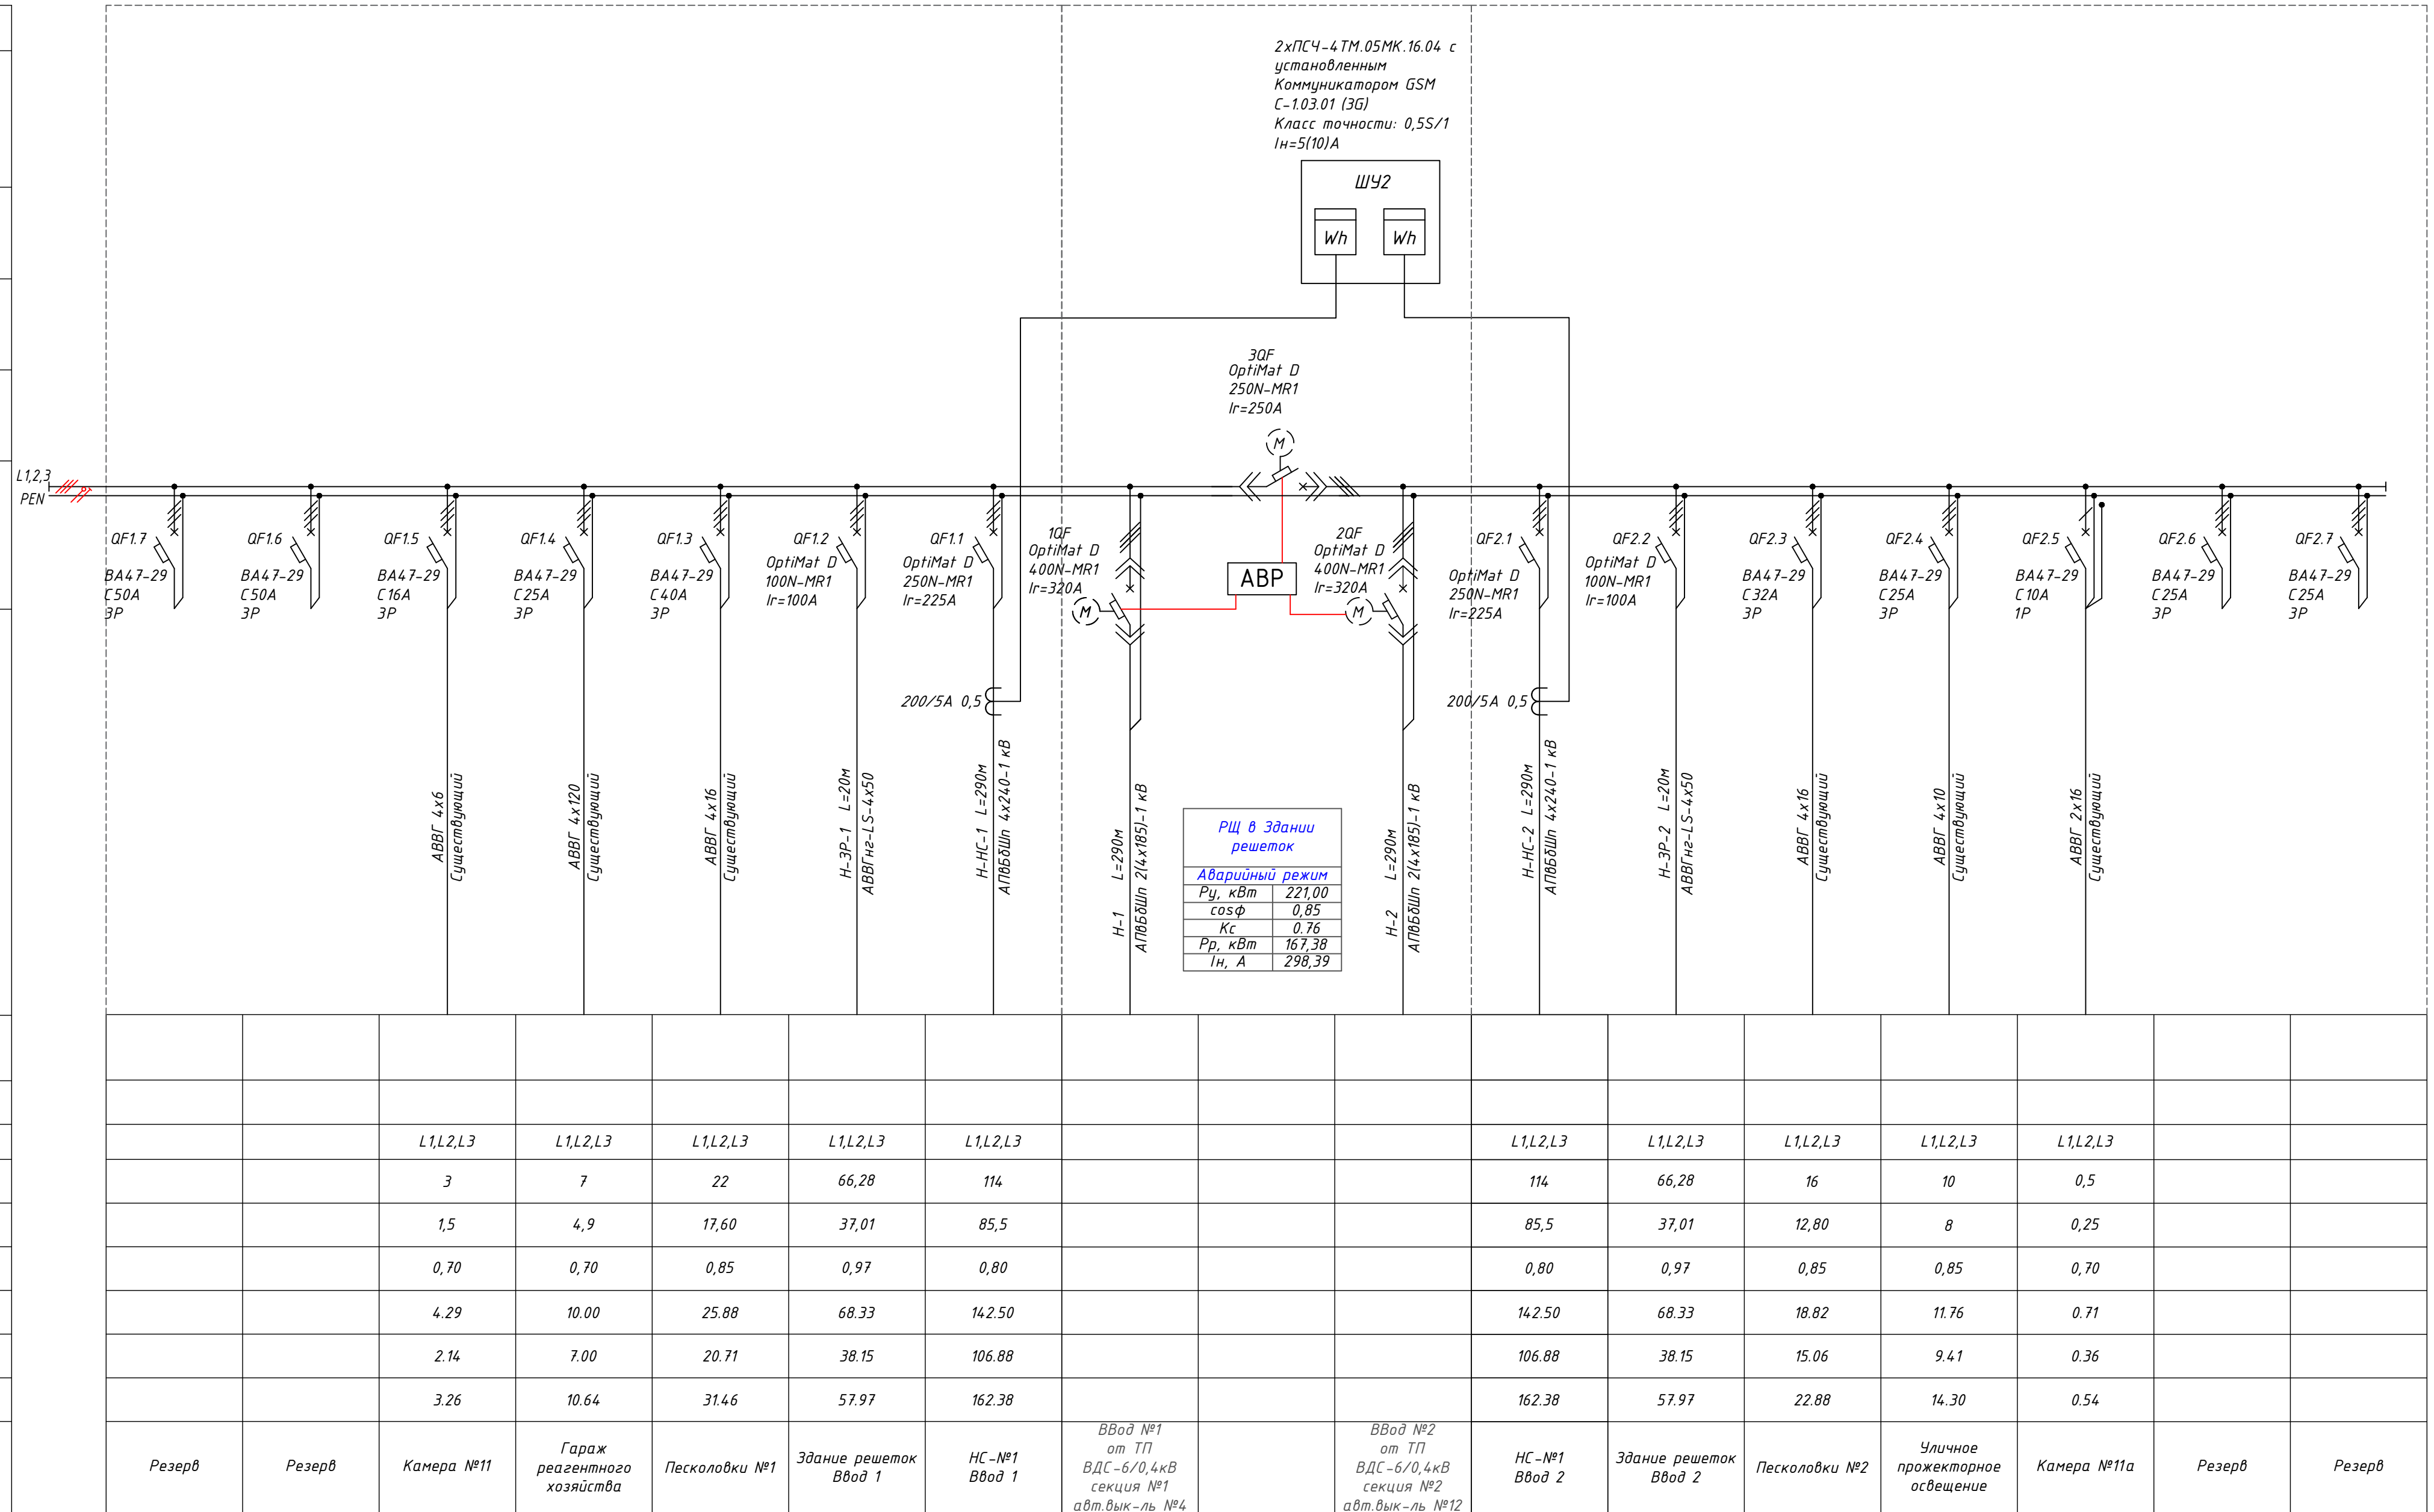 2хПСЧ-4ТМ.05МК.16.04 с
установленным
Коммуникатором GSM
С-1.03.01 (3G)
Класс точности: 0,5S/1
Iн=5(10)А
ШУ2
Wh
Wh
3QF
OptiMat D
250N-MR1
Ir=250А
M
L1,2,3
PEN
QF1.7
ВА47-29
С50А
3Р
QF1.6
ВА47-29
С50А
3Р
QF1.5
ВА47-29
С16А
3Р
QF1.4
ВА47-29
С25А
3Р
QF1.3
ВА47-29
С40А
3Р
QF1.2
OptiMat D
100N-MR1
Ir=100А
QF1.1
OptiMat D
250N-MR1
Ir=225А
1QF
OptiMat D
400N-MR1
Ir=320А
M
АВР
2QF
OptiMat D
400N-MR1
Ir=320А
M
QF2.1
OptiMat D
250N-MR1
Ir=225А
QF2.2
OptiMat D
100N-MR1
Ir=100А
QF2.3
ВА47-29
С32А
3Р
QF2.4
ВА47-29
С25А
3Р
QF2.5
ВА47-29
С10А
1Р
QF2.6
ВА47-29
С25А
3Р
QF2.7
ВА47-29
С25А
3Р
200/5А 0,5
200/5А 0,5
АВВГ 4х6
Существующий
АВВГ 4х120
Существующий
АВВГ 4х16
Существующий
Н-ЗР-1 L=20м
АВВГнг-LS-4х50
Н-НС-1 L=290м
АПвБбШп 4х240-1 кВ
Н-1 L=290м
АПвБбШп 2(4х185)-1 кВ
РЩ в Здании
решеток
Аварийный режим
Ру, кВт 221,00
cosφ 0,85
Кс 0.76
Рр, кВт 167,38
Iн, А 298,39
Н-2 L=290м
АПвБбШп 2(4х185)-1 кВ
Н-НС-2 L=290м
АПвБбШп 4х240-1 кВ
Н-ЗР-2 L=20м
АВВГнг-LS-4х50
АВВГ 4х16
Существующий
АВВГ 4х10
Существующий
АВВГ 2х16
Существующий
L1,L2,L3 L1,L2,L3 L1,L2,L3 L1,L2,L3 L1,L2,L3 L1,L2,L3 L1,L2,L3 L1,L2,L3 L1,L2,L3 L1,L2,L3
3 7 22 66,28 114 114 66,28 16 10 0,5
1,5 4,9 17,60 37,01 85,5 85,5 37,01 12,80 8 0,25
0,70 0,70 0,85 0,97 0,80 0,80 0,97 0,85 0,85 0,70
4.29 10.00 25.88 68.33 142.50 142.50 68.33 18.82 11.76 0.71
2.14 7.00 20.71 38.15 106.88 106.88 38.15 15.06 9.41 0.36
3.26 10.64 31.46 57.97 162.38 162.38 57.97 22.88 14.30 0.54
Резерв
Резерв
Камера №11
Гараж
реагентного
хозяйства
Песколовки №1
Здание решеток
Ввод 1
НС-№1
Ввод 1
ВВод №1
от ТП
ВДС-6/0,4кВ
секция №1
авт.вык-ль №4
ВВод №2
от ТП
ВДС-6/0,4кВ
секция №2
авт.вык-ль №12
НС-№1
Ввод 2
Здание решеток
Ввод 2
Песколовки №2
Уличное
прожекторное
освещение
Камера №11а
Резерв
Резерв